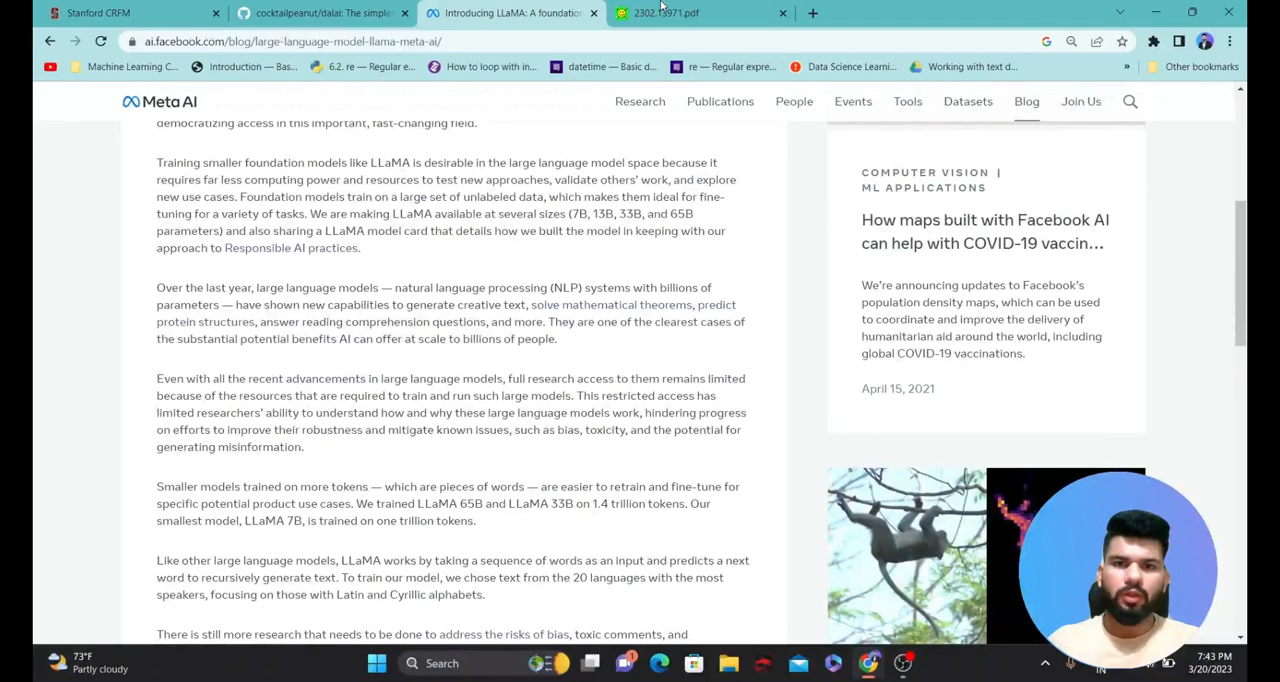 Stanford CRFM
cocktailpeanut/dalai: The simples
Introducing LLaMA: A foundation
2302.13971.pdf
ai.facebook.com/blog/large-language-model-llama-meta-ai/
Machine Learning C...
Introduction — Bas...
6.2. re — Regular e...
How to loop with in...
datetime — Basic d...
re — Regular expre...
Data Science Learni...
Working with text d...
»
Other bookmarks
Meta AI
Research
Publications
People
Events
Tools
Datasets
Blog
Join Us
democratizing access in this important, fast-changing field.
Training smaller foundation models like LLaMA is desirable in the large language model space because it
requires far less computing power and resources to test new approaches, validate others' work, and explore
new use cases. Foundation models train on a large set of unlabeled data, which makes them ideal for fine-
tuning for a variety of tasks. We are making LLaMA available at several sizes (7B, 13B, 33B, and 65B
parameters) and also sharing a LLaMA model card that details how we built the model in keeping with our
approach to Responsible AI practices.
Over the last year, large language models — natural language processing (NLP) systems with billions of
parameters — have shown new capabilities to generate creative text, solve mathematical theorems, predict
protein structures, answer reading comprehension questions, and more. They are one of the clearest cases of
the substantial potential benefits AI can offer at scale to billions of people.
Even with all the recent advancements in large language models, full research access to them remains limited
because of the resources that are required to train and run such large models. This restricted access has
limited researchers' ability to understand how and why these large language models work, hindering progress
on efforts to improve their robustness and mitigate known issues, such as bias, toxicity, and the potential for
generating misinformation.
Smaller models trained on more tokens — which are pieces of words — are easier to retrain and fine-tune for
specific potential product use cases. We trained LLaMA 65B and LLaMA 33B on 1.4 trillion tokens. Our
smallest model, LLaMA 7B, is trained on one trillion tokens.
Like other large language models, LLaMA works by taking a sequence of words as an input and predicts a next
word to recursively generate text. To train our model, we chose text from the 20 languages with the most
speakers, focusing on those with Latin and Cyrillic alphabets.
There is still more research that needs to be done to address the risks of bias, toxic comments, and
COMPUTER VISION |
ML APPLICATIONS
How maps built with Facebook AI
can help with COVID-19 vaccin...
We're announcing updates to Facebook's
population density maps, which can be used
to coordinate and improve the delivery of
humanitarian aid around the world, including
global COVID-19 vaccinations.
April 15, 2021
73°F
Partly cloudy
Search
1
IN
7:43 PM
3/20/2023